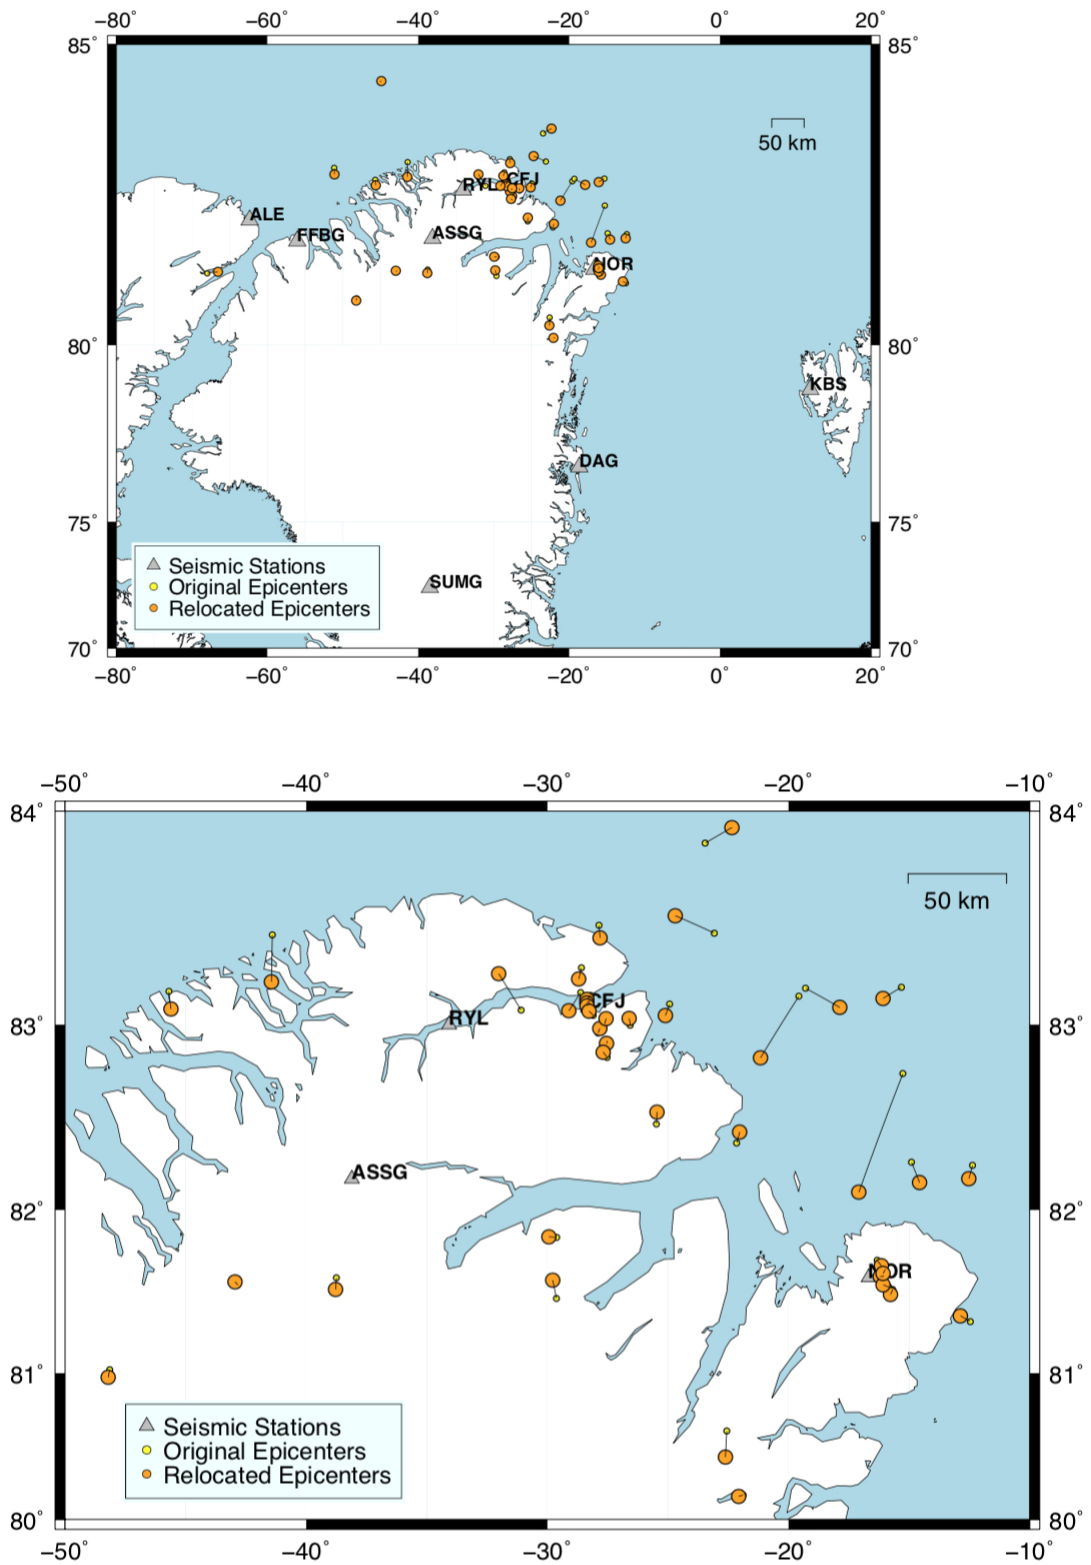 −80° −60° −40° −20° 0° 20°
85° 85°
50 km
RYL CFJ
ALE
FFBG ASSG
NOR
80° 80°
KBS
DAG
75° 75°
Seismic Stations
Original Epicenters
Relocated Epicenters
SUMG
70° 70°
−80° −60° −40° −20° 0° 20°
−50° −40° −30° −20° −10°
84° 84°
50 km
CFJ
RYL
83° 83°
ASSG
82° 82°
NOR
81° 81°
Seismic Stations
Original Epicenters
Relocated Epicenters
80° 80°
−50° −40° −30° −20° −10°